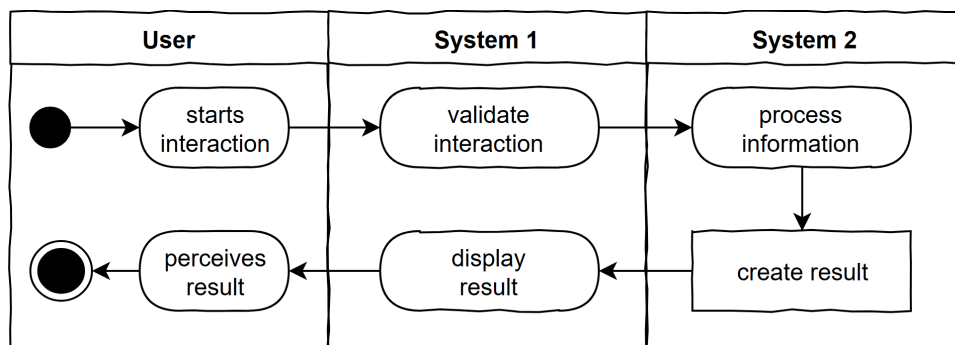 User
System 1
System 2
starts
interaction
validate
interaction
process
information
perceives
result
display
result
create result